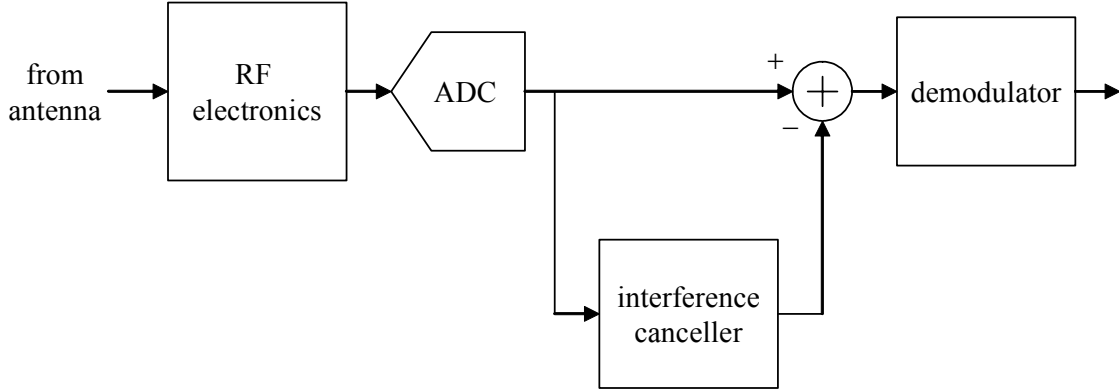 from
antenna
RF
electronics
ADC
+
−
+
demodulator
interference
canceller